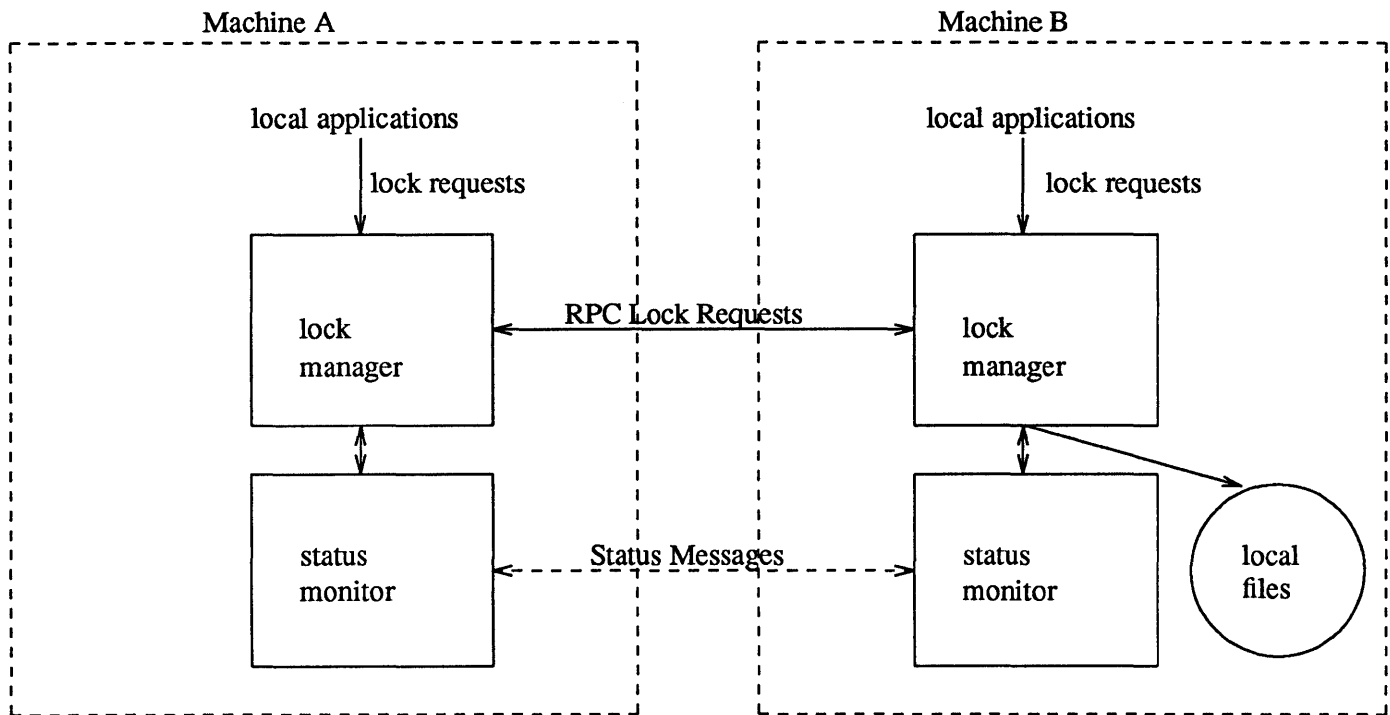 Machine A
Machine B
local applications
local applications
lock requests
lock requests
RPC Lock Requests
lock
manager
lock
manager
Status Messages
status
monitor
status
monitor
local
files